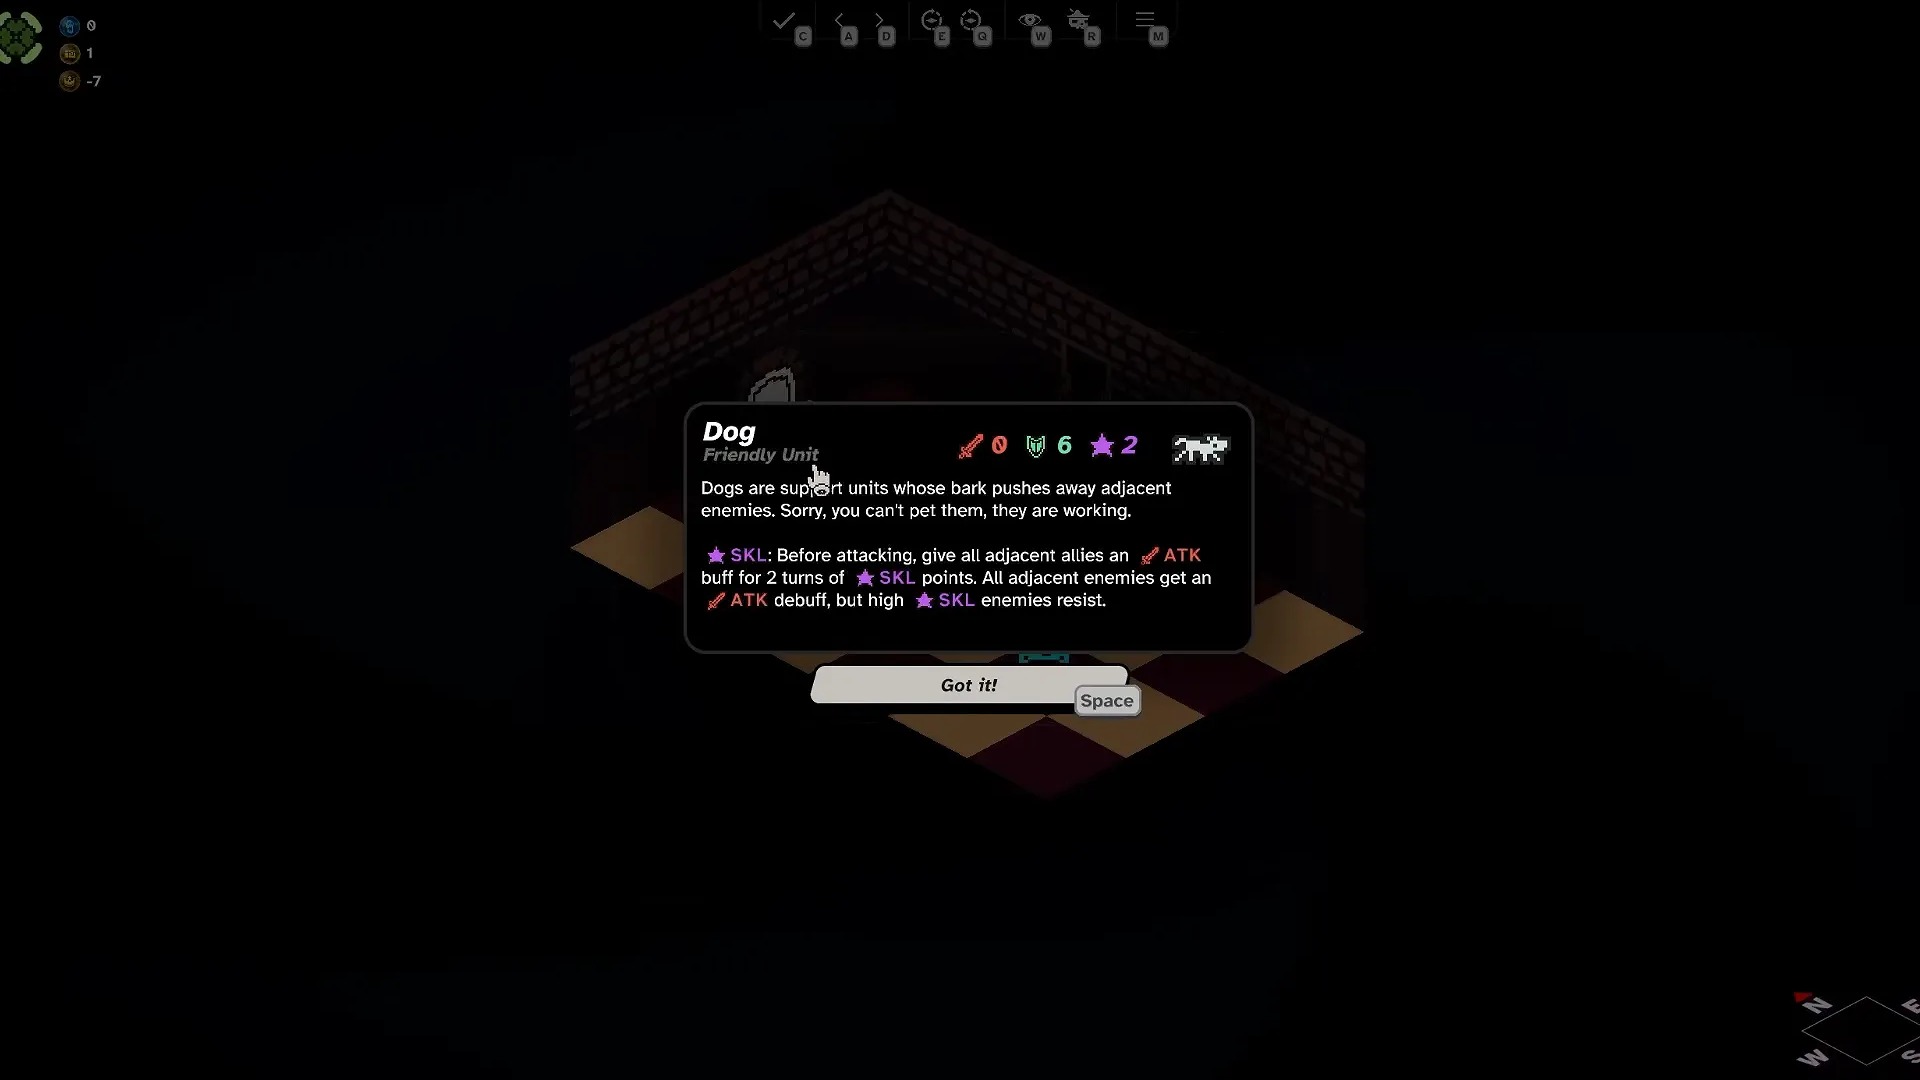 0
1
-7
C A D E Q W R M
Dog
0 6 2
Friendly Unit
Dogs are support units whose bark pushes away adjacent
enemies. Sorry, you can't pet them, they are working.
SKL: Before attacking, give all adjacent allies an ATK
buff for 2 turns of SKL points. All adjacent enemies get an
ATK debuff, but high SKL enemies resist.
Got it!
Space
N E
W S